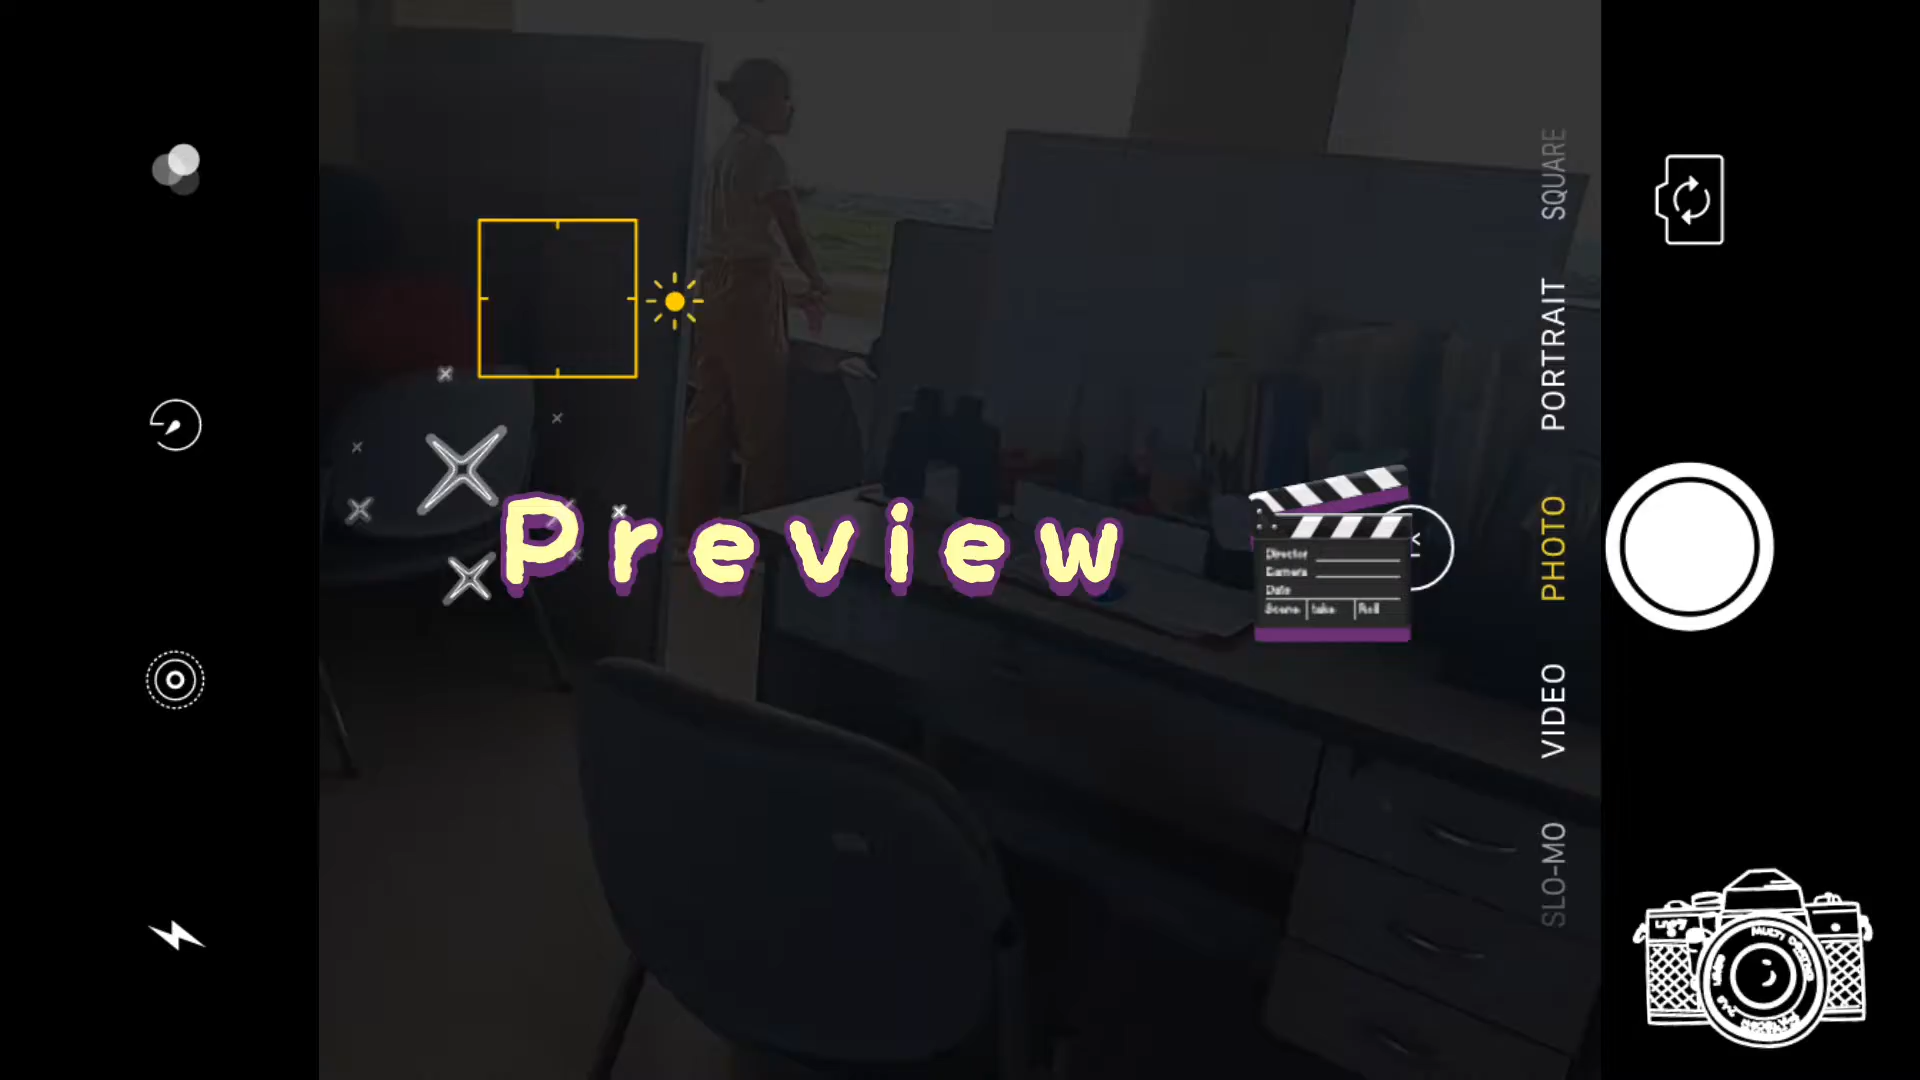 Preview
Director
Camera
Date
Scene
take
Roll
SQUARE
PORTRAIT
PHOTO
VIDEO
SLO-MO